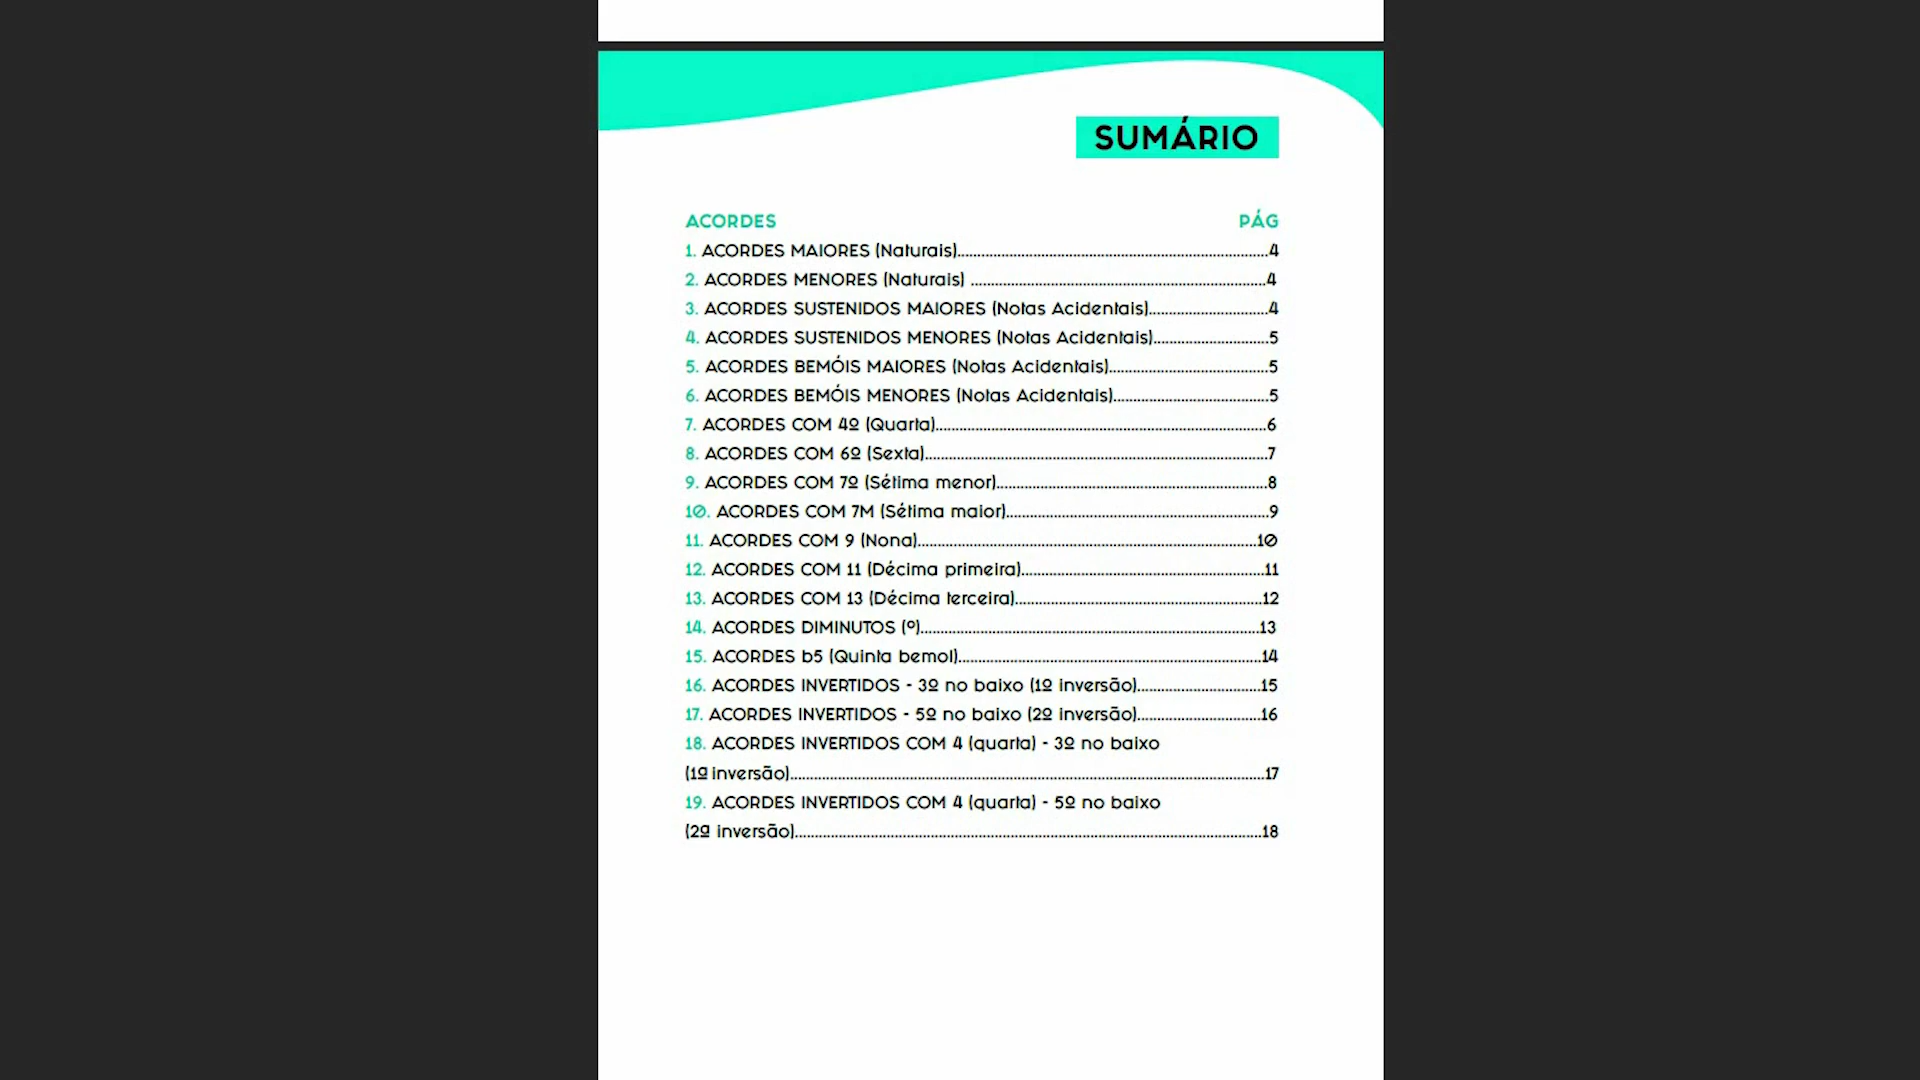 SUMÁRIO
ACORDES PÁG
1. ACORDES MAIORES (Naturais)........................4
2. ACORDES MENORES (Naturais) ........................4
3. ACORDES SUSTENIDOS MAIORES (Notas Acidentais)........................4
4. ACORDES SUSTENIDOS MENORES (Notas Acidentais)........................5
5. ACORDES BEMÓIS MAIORES (Notas Acidentais)........................5
6. ACORDES BEMÓIS MENORES (Notas Acidentais)........................5
7. ACORDES COM 4º (Quarta)........................6
8. ACORDES COM 6º (Sexta)........................7
9. ACORDES COM 7º (Sétima menor)........................8
10. ACORDES COM 7M (Sétima maior)........................9
11. ACORDES COM 9 (Nona)........................10
12. ACORDES COM 11 (Décima primeira)........................11
13. ACORDES COM 13 (Décima terceira)........................12
14. ACORDES DIMINUTOS (º)........................13
15. ACORDES b5 (Quinta bemol)........................14
16. ACORDES INVERTIDOS - 3º no baixo (1º inversão)........................15
17. ACORDES INVERTIDOS - 5º no baixo (2º inversão)........................16
18. ACORDES INVERTIDOS COM 4 (quarta) - 3º no baixo
(1º inversão)........................17
19. ACORDES INVERTIDOS COM 4 (quarta) - 5º no baixo
(2ª inversão)........................18